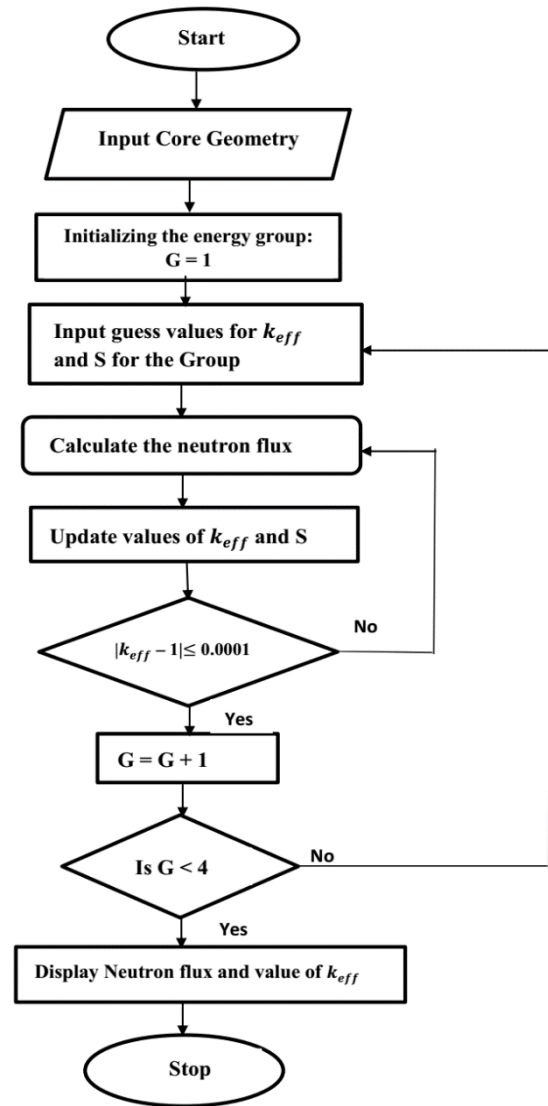 Start
Input Core Geometry
Initializing the energy group:
G = 1
Input guess values for k_eff
and S for the Group
Calculate the neutron flux
Update values of k_eff and S
|k_eff – 1|≤ 0.0001
No
Yes
G = G + 1
Is G < 4
No
Yes
Display Neutron flux and value of k_eff
Stop